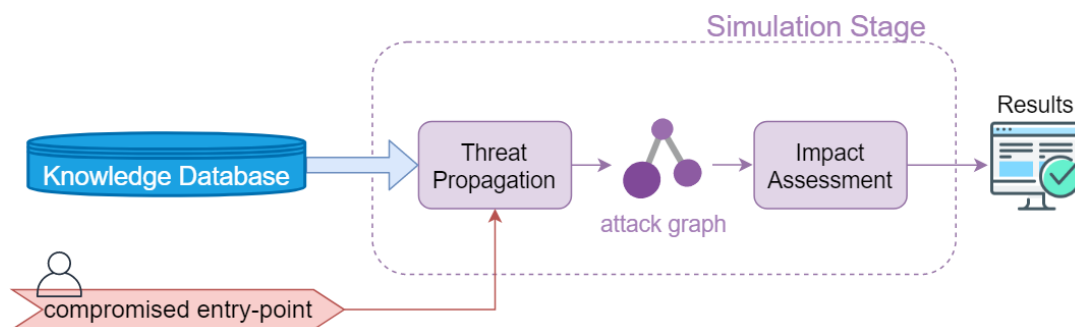 Simulation Stage
Results
Knowledge Database
Threat
Propagation
attack graph
Impact
Assessment
compromised entry-point